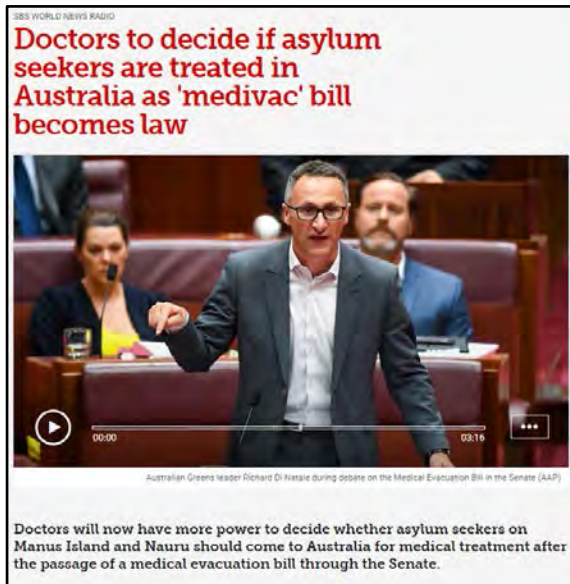 SBS WORLD NEWS RADIO
Doctors to decide if asylum
seekers are treated in
Australia as 'medivac' bill
becomes law
00:00
03:16
Australian Greens leader Richard Di Natale during debate on the Medical Evacuation Bill in the Senate (AAP)
Doctors will now have more power to decide whether asylum seekers on
Manus Island and Nauru should come to Australia for medical treatment after
the passage of a medical evacuation bill through the Senate.